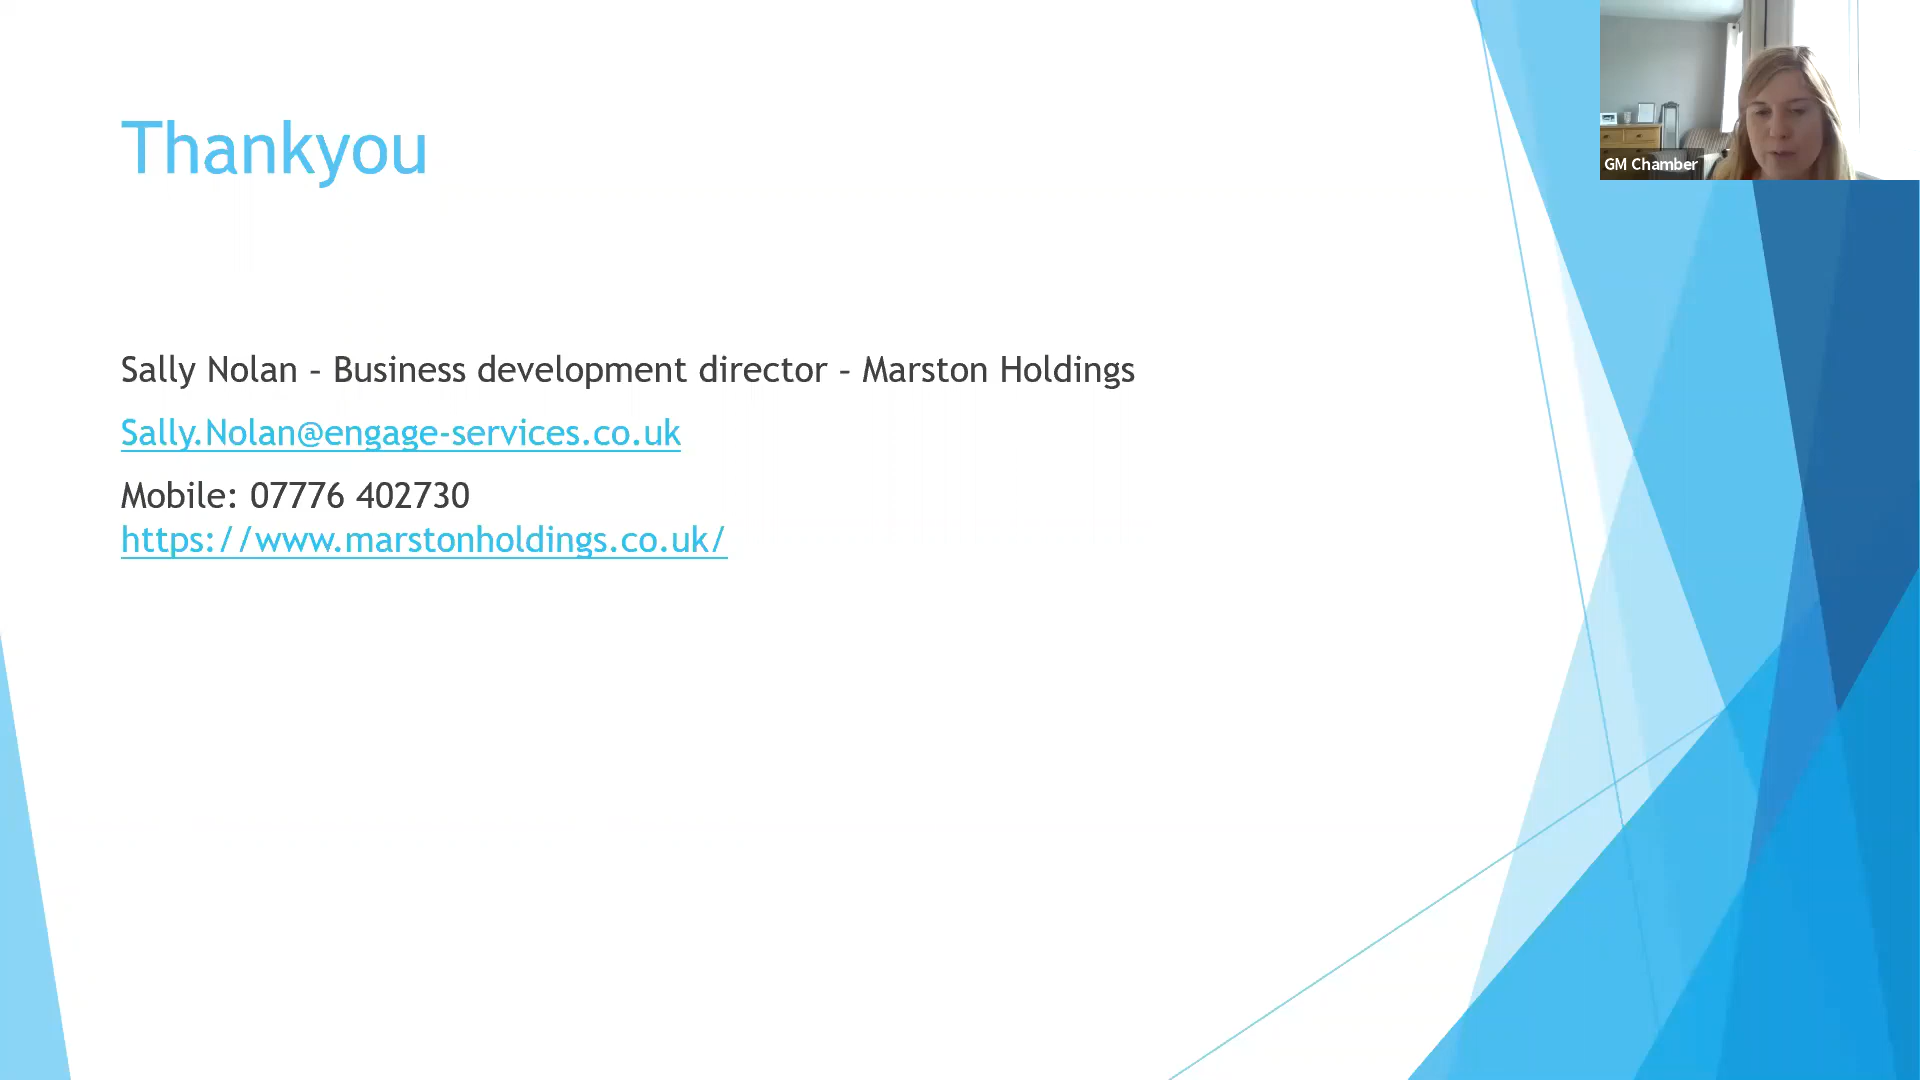 Thankyou
GM Chamber
Sally Nolan – Business development director – Marston Holdings
Sally.Nolan@engage-services.co.uk
Mobile: 07776 402730
https://www.marstonholdings.co.uk/